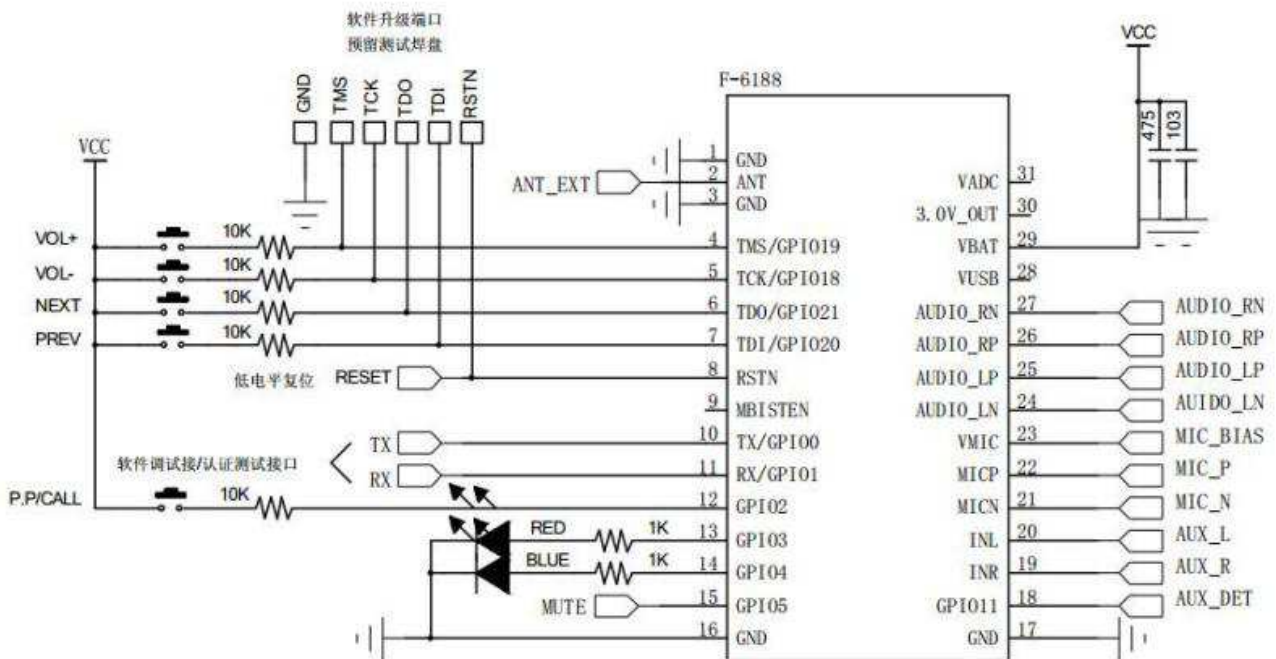 软件升级端口
预留测试焊盘
GND
TMS
TCK
TDO
TDI
RSTN
VCC
VOL+
10K
VOL-
10K
NEXT
10K
PREV
10K
低电平复位
RESET
TX
软件调试接/认证测试接口
RX
P.P/CALL
10K
RED
1K
BLUE
1K
MUTE
ANT_EXT
F-6188
1
GND
2
ANT
3
GND
4
TMS/GPIO19
5
TCK/GPIO18
6
TDO/GPIO21
7
TDI/GPIO20
8
RSTN
9
MBISTEN
10
TX/GPIO0
11
RX/GPIO1
12
GPIO2
13
GPIO3
14
GPIO4
15
GPIO5
16
GND
VADC
31
3.0V_OUT
30
VBAT
29
VUSB
28
AUDIO_RN
27
AUDIO_RP
26
AUDIO_LP
25
AUDIO_LN
24
VMIC
23
MICP
22
MICN
21
INL
20
INR
19
GPIO11
18
GND
17
VCC
475
103
AUDIO_RN
AUDIO_RP
AUDIO_LP
AUIDO_LN
MIC_BIAS
MIC_P
MIC_N
AUX_L
AUX_R
AUX_DET